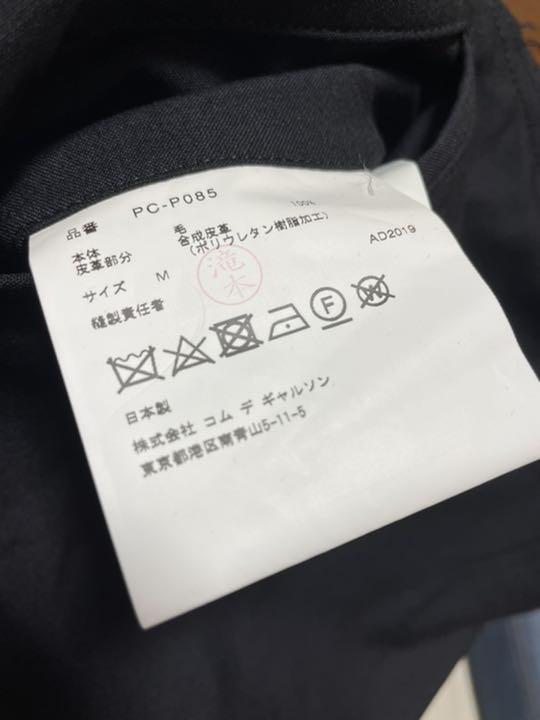 品番 PC-P085
本体 毛 100%
皮革部分 合成皮革
(ポリウレタン樹脂加工)
AD2019
サイズ M
縫製責任者 滝本
F
W
日本製
株式会社 コム デ ギャルソン
東京都港区南青山5-11-5